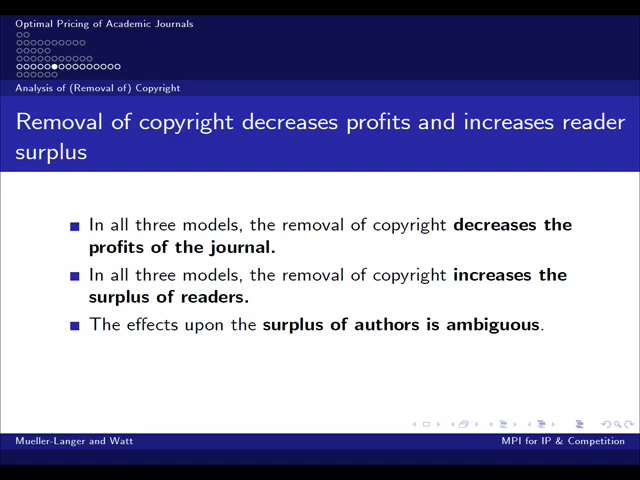 Optimal Pricing of Academic Journals
Analysis of (Removal of) Copyright
Removal of copyright decreases profits and increases reader
surplus
In all three models, the removal of copyright decreases the
profits of the journal.
In all three models, the removal of copyright increases the
surplus of readers.
The effects upon the surplus of authors is ambiguous.
Mueller-Langer and Watt
MPI for IP & Competition